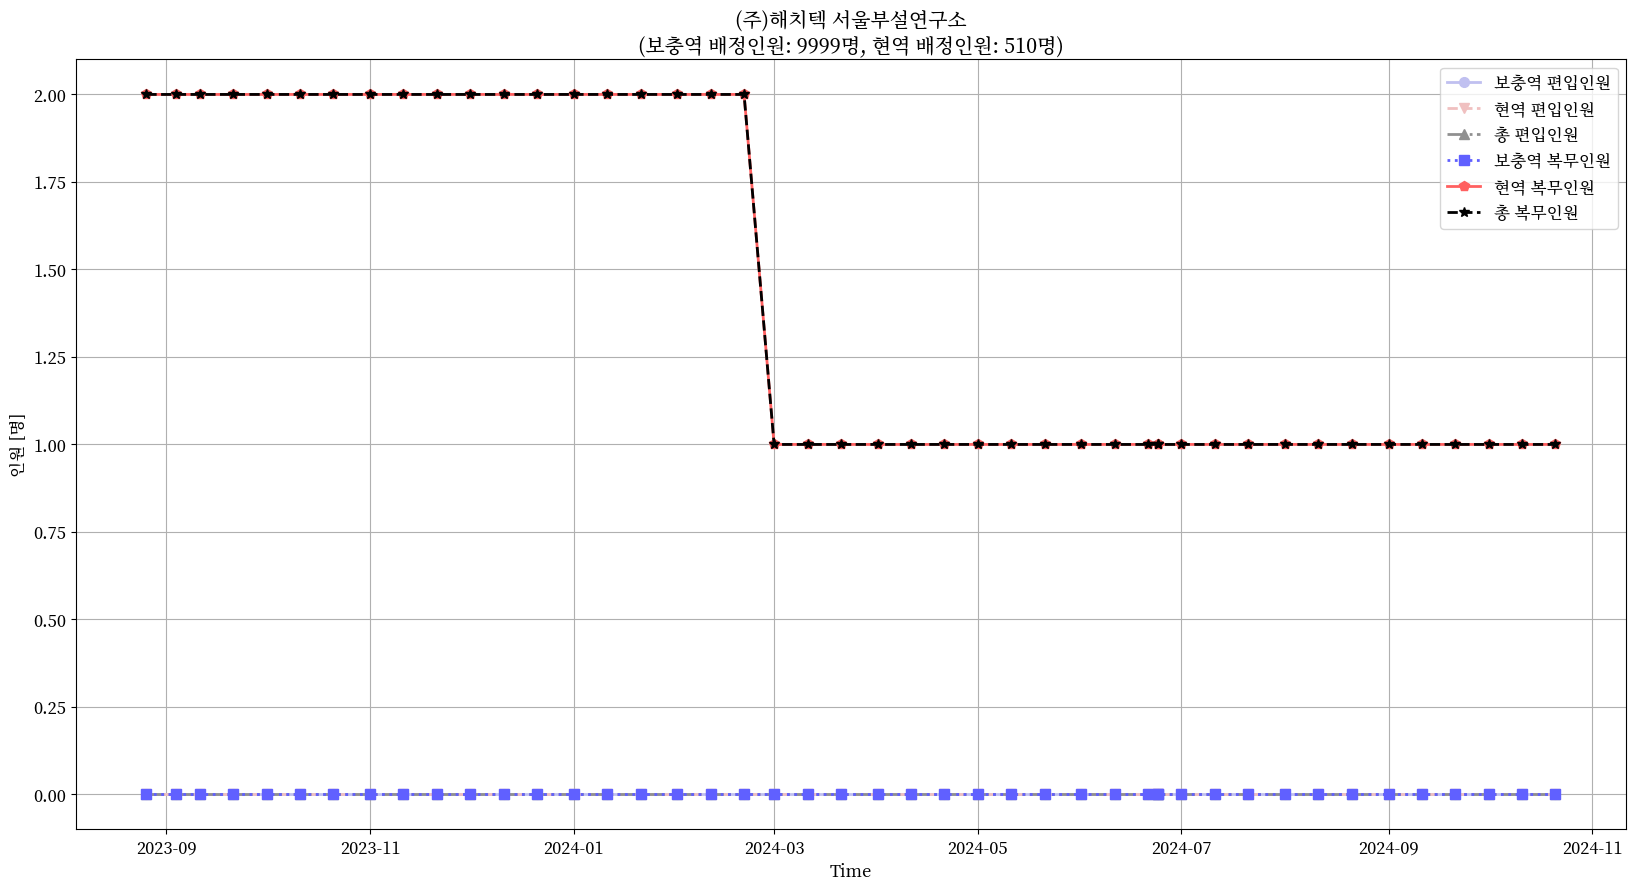 (주)해치텍 서울부설연구소
(보충역 배정인원: 9999명, 현역 배정인원: 510명)
보충역 편입인원
현역 편입인원
총 편입인원
보충역 복무인원
현역 복무인원
총 복무인원
인원 [명]
2.00
1.75
1.50
1.25
1.00
0.75
0.50
0.25
0.00
2023-09 2023-11 2024-01 2024-03 2024-05 2024-07 2024-09 2024-11
Time